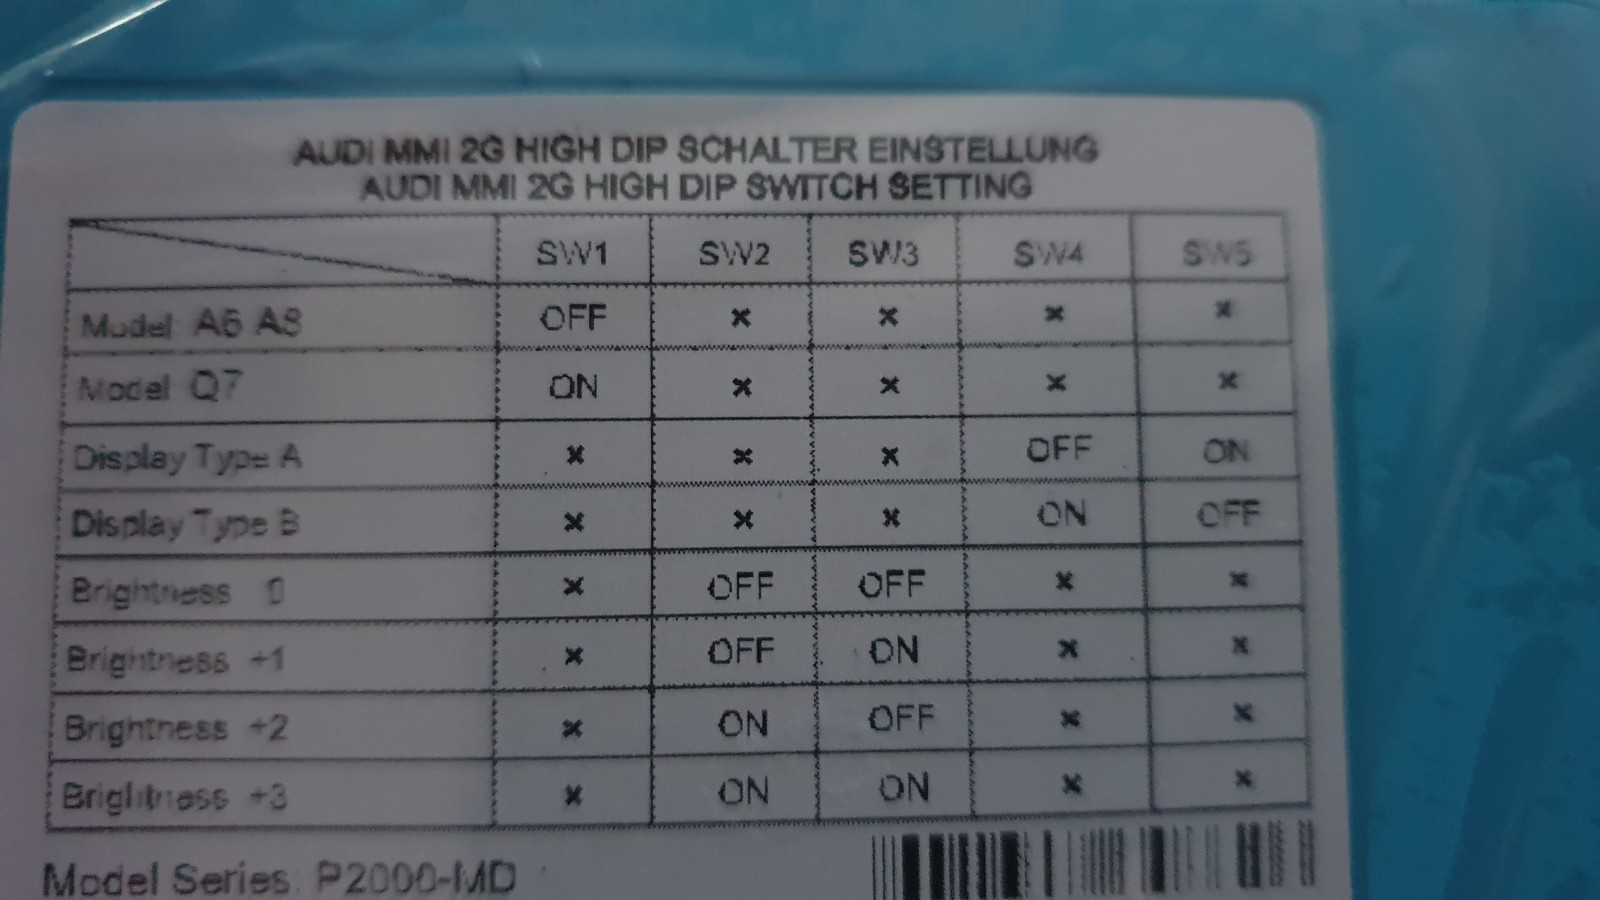 AUDI MMI 2G HIGH DIP SCHALTER EINSTELLUNG
AUDI MMI 2G HIGH DIP SWITCH SETTING
SW1 SW2 SW3 SW4 SW5
Model A6 A8 OFF × × × ×
Model Q7 ON × × × ×
Display Type A × × × OFF ON
Display Type B × × × ON OFF
Brightness 0 × OFF OFF × ×
Brightness +1 × OFF ON × ×
Brightness +2 × ON OFF × ×
Brightness +3 × ON ON × ×
Model Series: P2000-MD